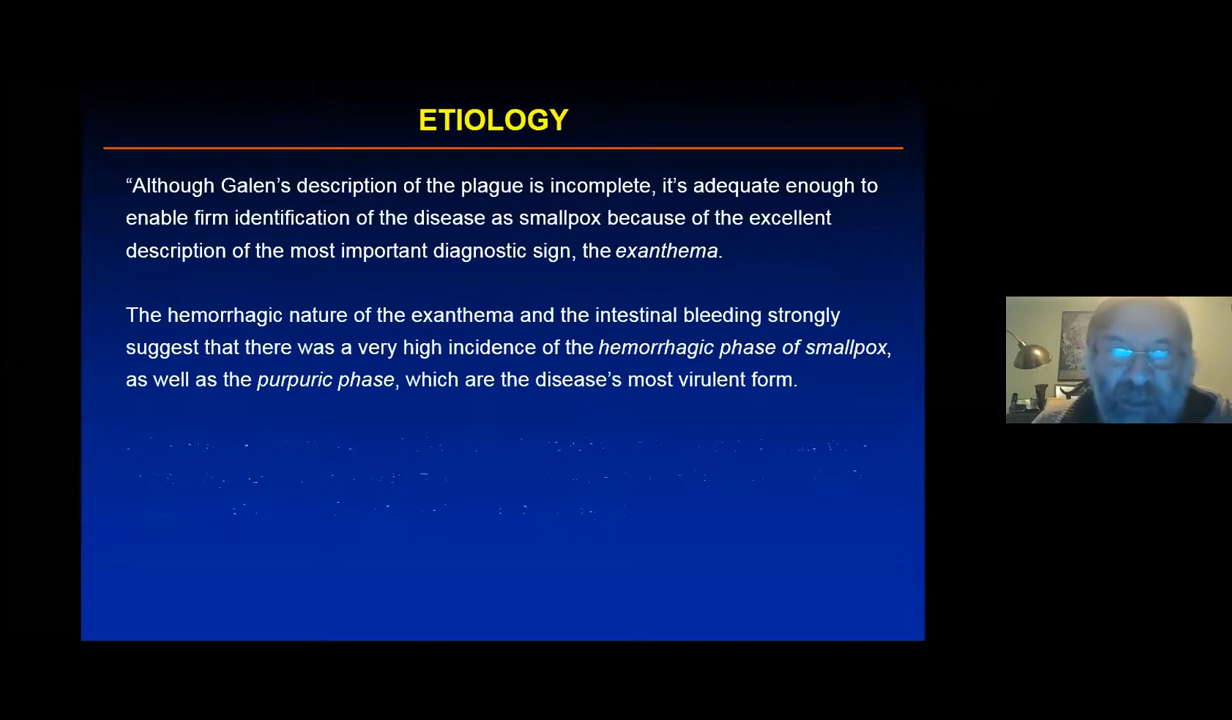 ETIOLOGY
“Although Galen’s description of the plague is incomplete, it’s adequate enough to
enable firm identification of the disease as smallpox because of the excellent
description of the most important diagnostic sign, the exanthema.
The hemorrhagic nature of the exanthema and the intestinal bleeding strongly
suggest that there was a very high incidence of the hemorrhagic phase of smallpox,
as well as the purpuric phase, which are the disease’s most virulent form.